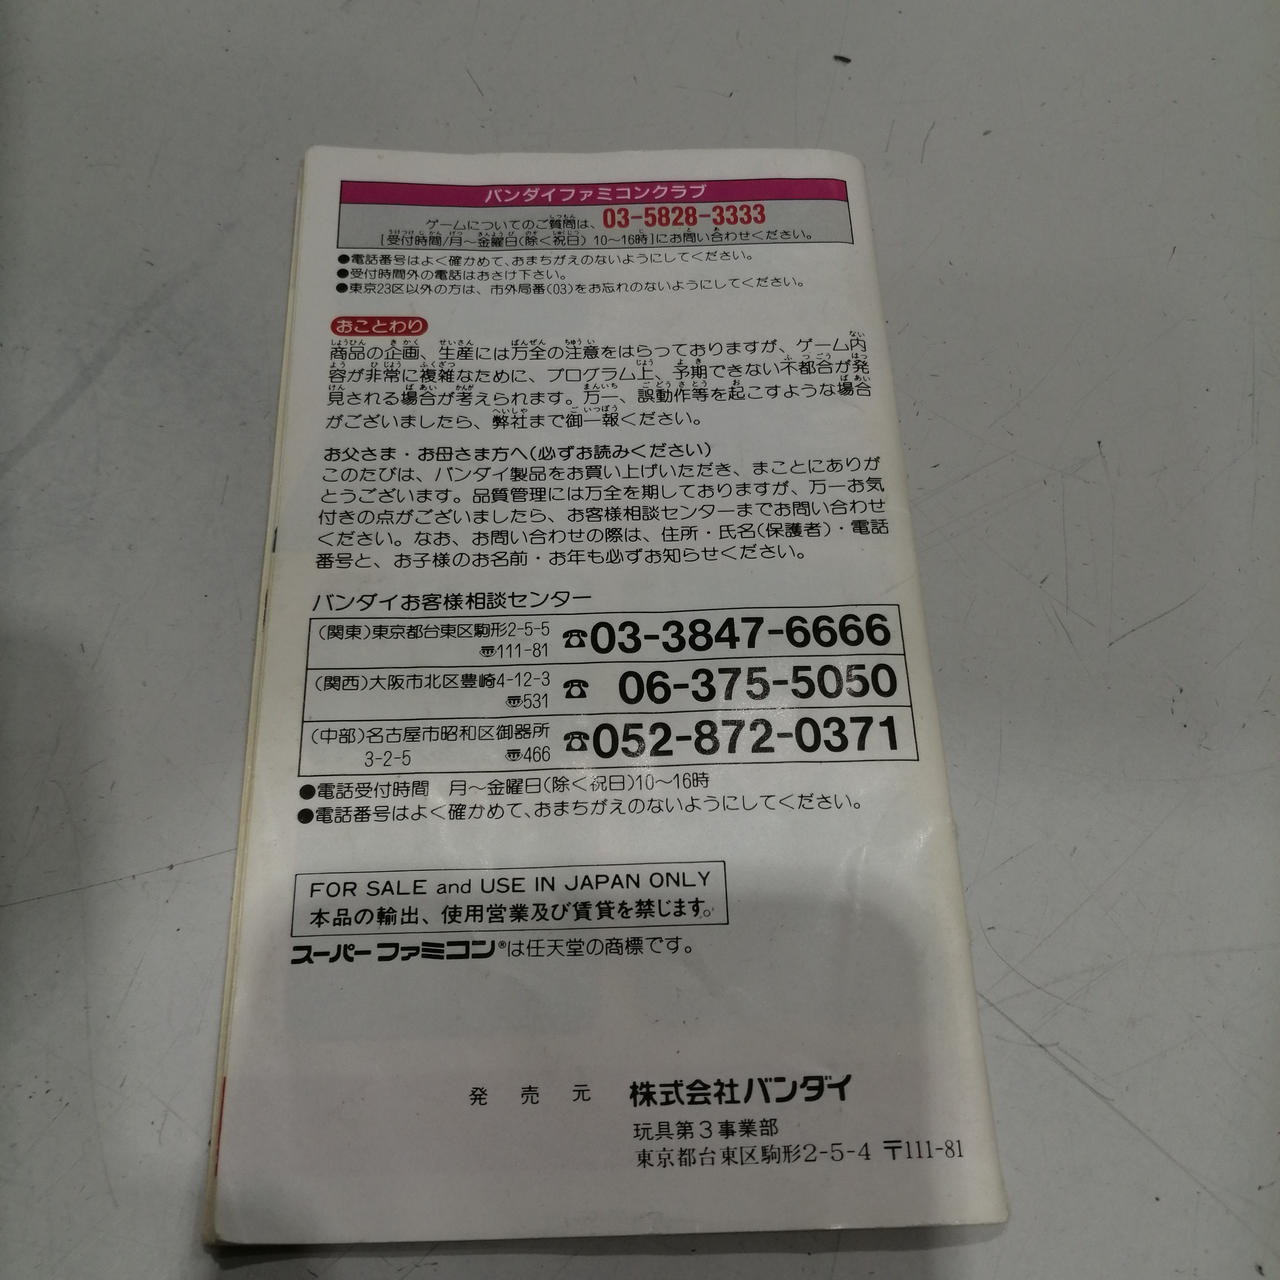 バンダイファミコンクラブ
ゲームについてのご質問は、03-5828-3333
[受付時間/月〜金曜日(除く祝日) 10〜16時]にお問い合わせください。
●電話番号はよく確かめて、おまちがえのないようにしてください。
●受付時間外の電話はおさけ下さい。
●東京23区以外の方は、市外局番(03)をお忘れのないようにしてください。
おことわり
商品の企画、生産には万全の注意をはらっておりますが、ゲーム内
容が非常に複雑なために、プログラム上、予期できない不都合が発
見される場合が考えられます。万一、誤動作等を起こすような場合
がございましたら、弊社まで御一報ください。
お父さま・お母さま方へ(必ずお読みください)
このたびは、バンダイ製品をお買い上げいただき、まことにありが
とうございます。品質管理には万全を期しておりますが、万一お気
付きの点がございましたら、お客様相談センターまでお問い合わせ
ください。なお、お問い合わせの際は、住所・氏名(保護者)・電話
番号と、お子様のお名前・お年も必ずお知らせください。
バンダイお客様相談センター
(関東)東京都台東区駒形2-5-5
〠111-81 ☎03-3847-6666
(関西)大阪市北区豊崎4-12-3
〠531 ☎06-375-5050
(中部)名古屋市昭和区御器所
3-2-5 〠466 ☎052-872-0371
●電話受付時間 月〜金曜日(除く祝日)10〜16時
●電話番号はよく確かめて、おまちがえのないようにしてください。
FOR SALE and USE IN JAPAN ONLY
本品の輸出、使用営業及び賃貸を禁じます。
スーパーファミコン®は任天堂の商標です。
発売元 株式会社バンダイ
玩具第3事業部
東京都台東区駒形2-5-4 〒111-81